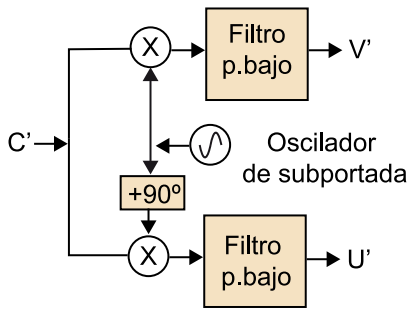 X
Filtro
p.bajo
V'
C'
Oscilador
de subportada
+90º
X
Filtro
p.bajo
U'